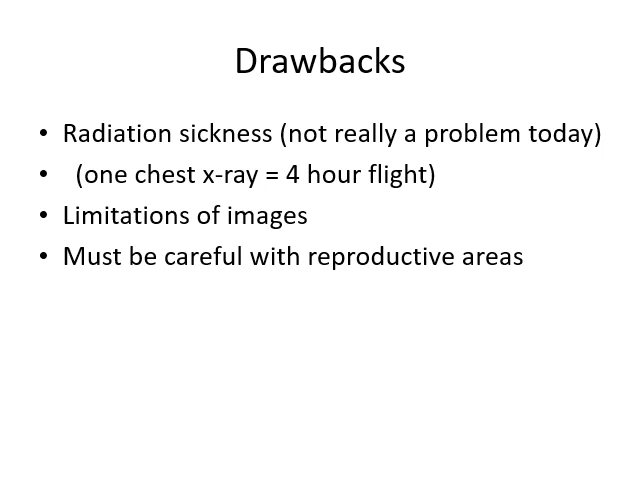 Drawbacks
• Radiation sickness (not really a problem today)
• (one chest x-ray = 4 hour flight)
• Limitations of images
• Must be careful with reproductive areas